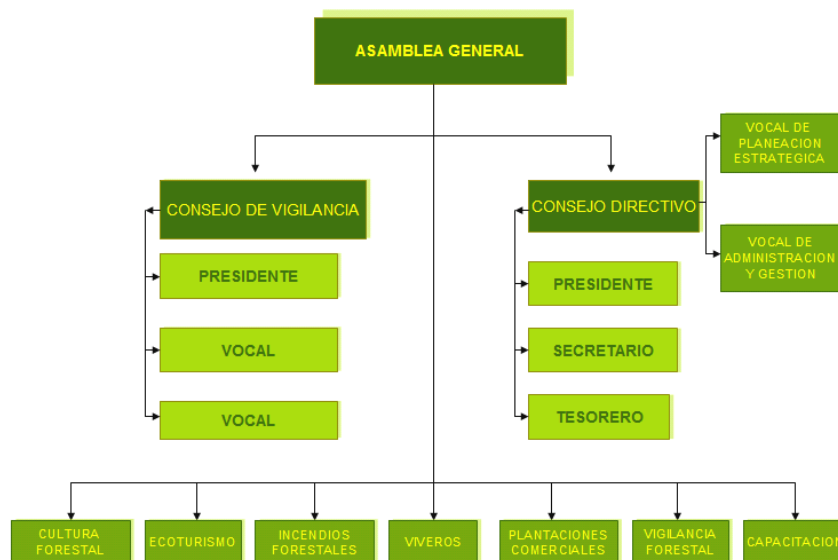 ASAMBLEA GENERAL
VOCAL DE
PLANEACION
ESTRATEGICA
CONSEJO DE VIGILANCIA
CONSEJO DIRECTIVO
VOCAL DE
ADMINISTRACION
Y GESTION
PRESIDENTE
PRESIDENTE
VOCAL
SECRETARIO
VOCAL
TESORERO
CULTURA
FORESTAL
ECOTURISMO
INCENDIOS
FORESTALES
VIVEROS
PLANTACIONES
COMERCIALES
VIGILANCIA
FORESTAL
CAPACITACION